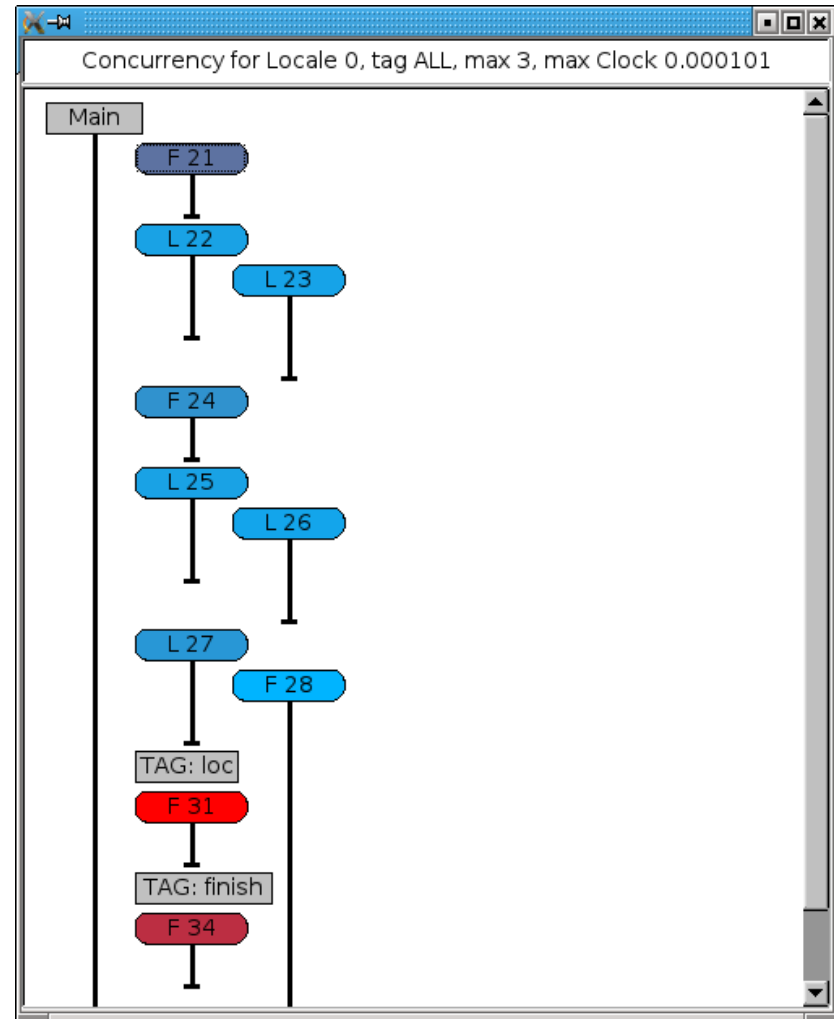 Concurrency for Locale 0, tag ALL, max 3, max Clock 0.000101
Main
F 21
L 22
L 23
F 24
L 25
L 26
L 27
F 28
TAG: loc
F 31
TAG: finish
F 34